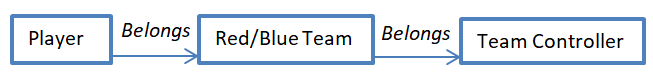 Player
Belongs
Red/Blue Team
Belongs
Team Controller